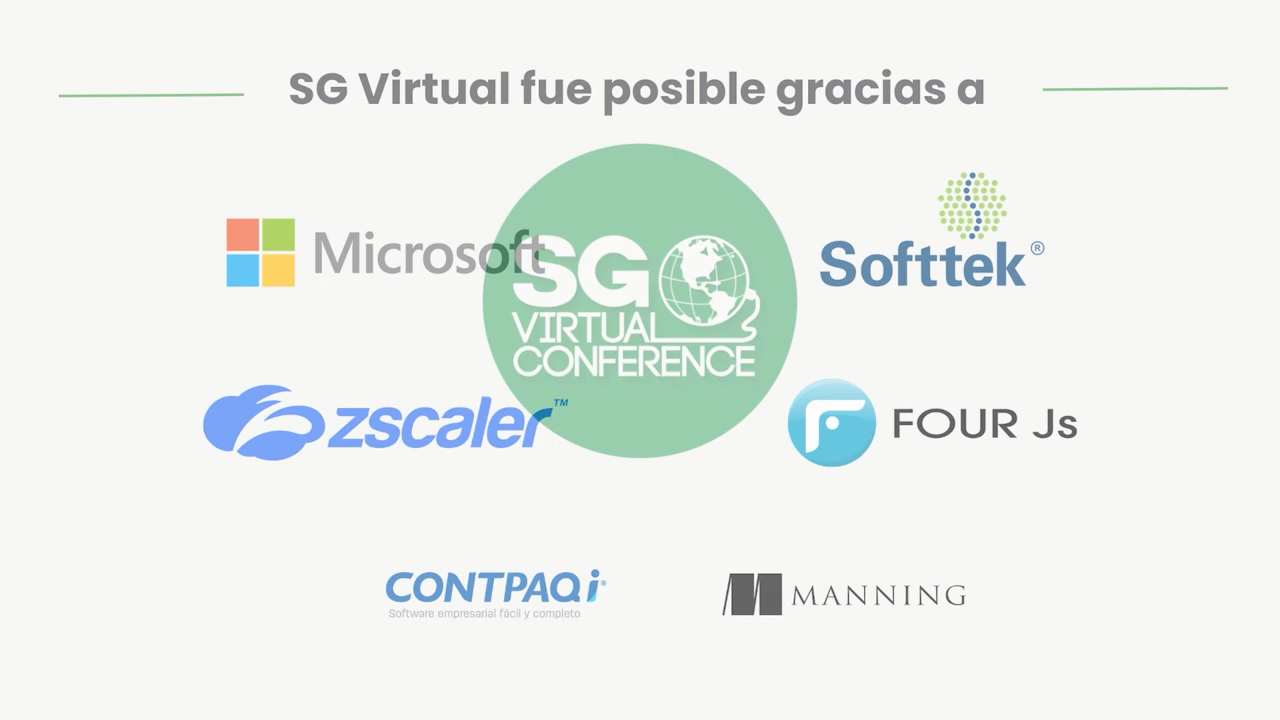 SG Virtual fue posible gracias a
Microsoft
SG
VIRTUAL
CONFERENCE
Softtek®
zscaler™
FOUR Js
CONTPAQi®
Software empresarial fácil y completo
MANNING